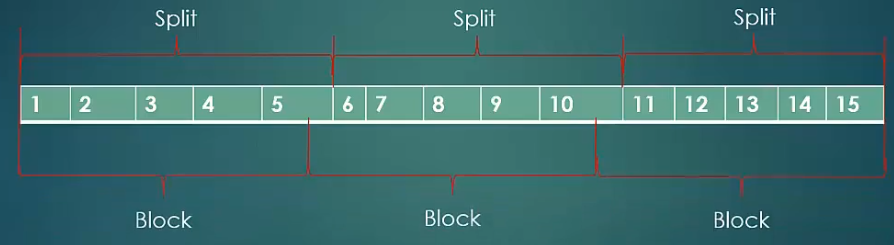 Split Split Split
1 2 3 4 5 6 7 8 9 10 11 12 13 14 15
Block Block Block